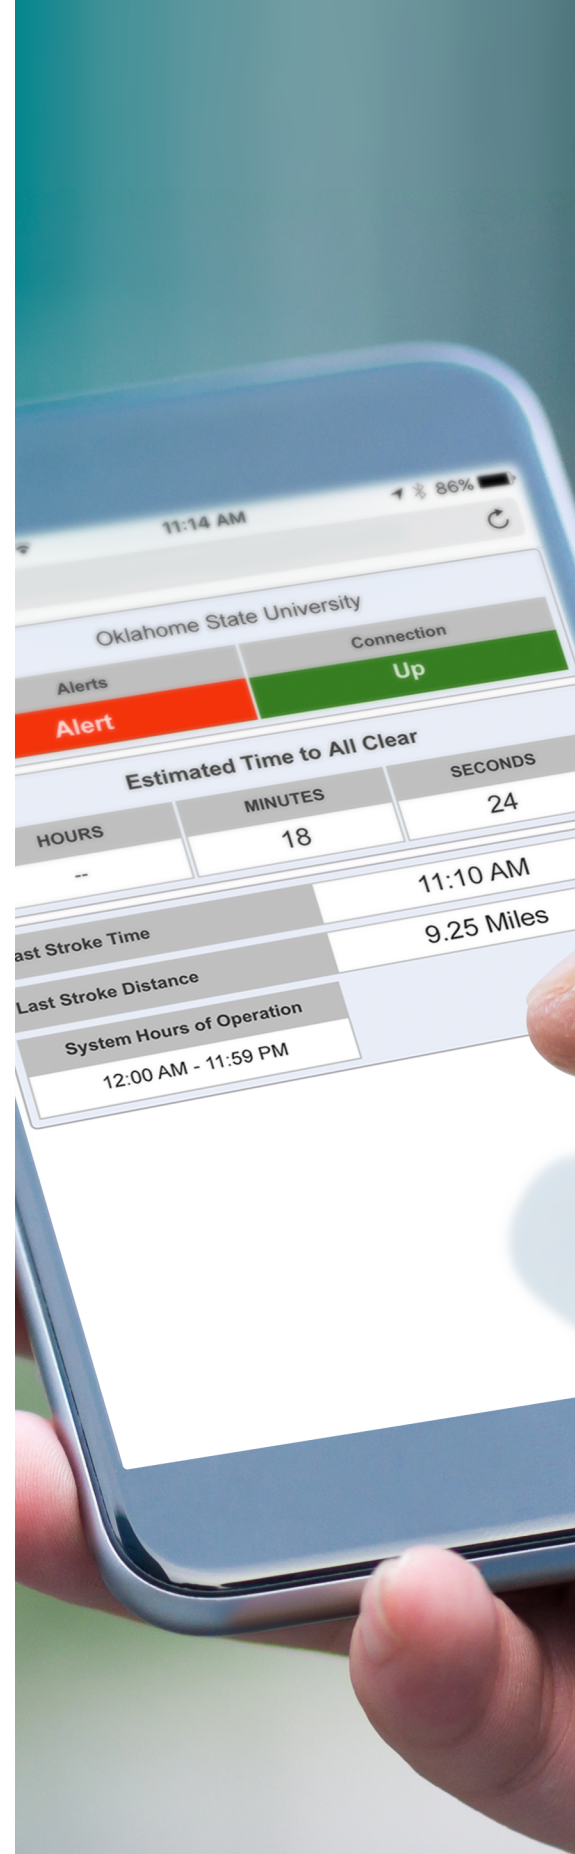 11:14 AM
86%
Oklahome State University
Alerts
Connection
Alert
Up
Estimated Time to All Clear
HOURS
MINUTES
SECONDS
--
18
24
ast Stroke Time
11:10 AM
Last Stroke Distance
9.25 Miles
System Hours of Operation
12:00 AM - 11:59 PM